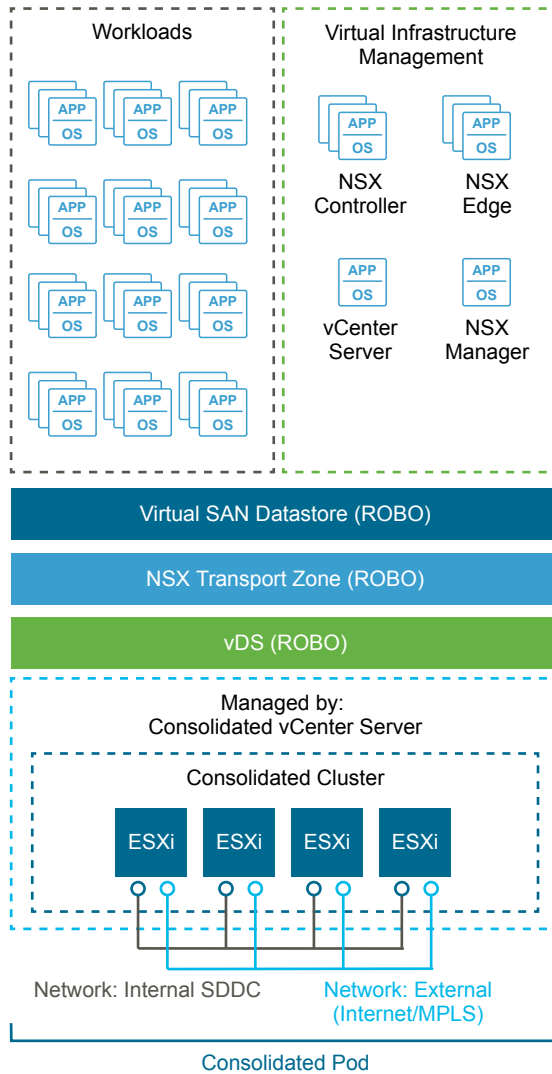 Workloads
APP APP APP
OS OS OS
APP APP APP
OS OS OS
APP APP APP
OS OS OS
APP APP APP
OS OS OS
Virtual Infrastructure
Management
APP APP
OS OS
NSX
Controller
NSX
Edge
APP APP
OS OS
vCenter
Server
NSX
Manager
Virtual SAN Datastore (ROBO)
NSX Transport Zone (ROBO)
vDS (ROBO)
Managed by:
Consolidated vCenter Server
Consolidated Cluster
ESXi ESXi ESXi ESXi
Network: Internal SDDC
Network: External
(Internet/MPLS)
Consolidated Pod